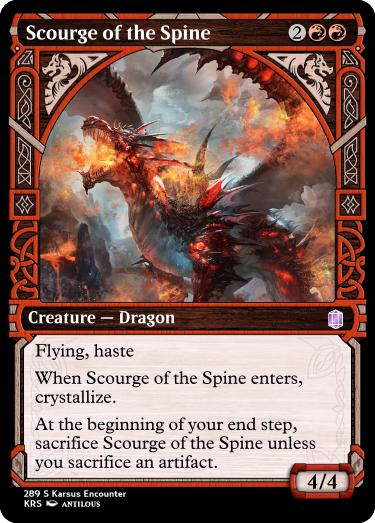 Scourge of the Spine 2
Creature — Dragon
Flying, haste
When Scourge of the Spine enters,
crystallize.
At the beginning of your end step,
sacrifice Scourge of the Spine unless
you sacrifice an artifact.
4/4
289 S Karsus Encounter
KRS ANTILOUS